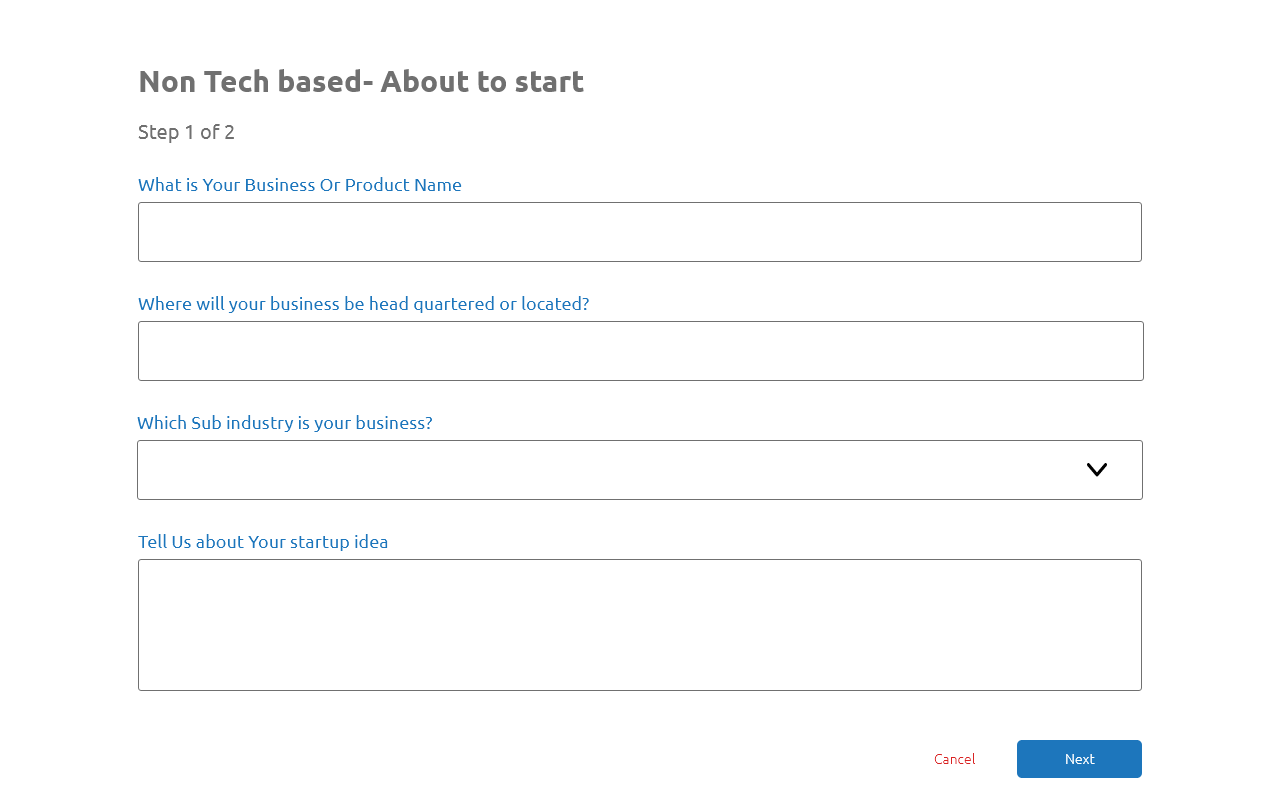 Non Tech based- About to start
Step 1 of 2
What is Your Business Or Product Name
Where will your business be head quartered or located?
Which Sub industry is your business?
Tell Us about Your startup idea
Cancel
Next